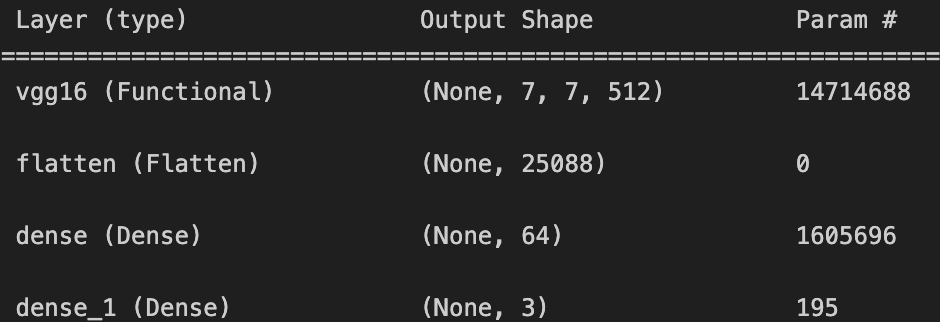 Layer (type) Output Shape Param #
=================================================================
vgg16 (Functional) (None, 7, 7, 512) 14714688
flatten (Flatten) (None, 25088) 0
dense (Dense) (None, 64) 1605696
dense_1 (Dense) (None, 3) 195